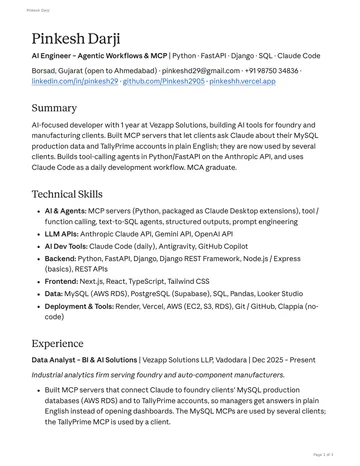 Pinkesh Darji
Pinkesh Darji
AI Engineer – Agentic Workflows & MCP | Python · FastAPI · Django · SQL · Claude Code
Borsad, Gujarat (open to Ahmedabad) · pinkeshd29@gmail.com · +91 98750 34836 ·
linkedin.com/in/pinkesh29 · github.com/Pinkesh2905 · pinkeshh.vercel.app
Summary
AI-focused developer with 1 year at Vezapp Solutions, building AI tools for foundry and
manufacturing clients. Built MCP servers that let clients ask Claude about their MySQL
production data and TallyPrime accounts in plain English; they are now used by several
clients. Builds tool-calling agents in Python/FastAPI on the Anthropic API, and uses
Claude Code as a daily development workflow. MCA graduate.
Technical Skills
• AI & Agents: MCP servers (Python, packaged as Claude Desktop extensions), tool /
function calling, text-to-SQL agents, structured outputs, prompt engineering
• LLM APIs: Anthropic Claude API, Gemini API, OpenAI API
• AI Dev Tools: Claude Code (daily), Antigravity, GitHub Copilot
• Backend: Python, FastAPI, Django, Django REST Framework, Node.js / Express
(basics), REST APIs
• Frontend: Next.js, React, TypeScript, Tailwind CSS
• Data: MySQL (AWS RDS), PostgreSQL (Supabase), SQL, Pandas, Looker Studio
• Deployment & Tools: Render, Vercel, AWS (EC2, S3, RDS), Git / GitHub, Clappia (no-
code)
Experience
Data Analyst – BI & AI Solutions | Vezapp Solutions LLP, Vadodara | Dec 2025 – Present
Industrial analytics firm serving foundry and auto-component manufacturers.
• Built MCP servers that connect Claude to foundry clients' MySQL production
databases (AWS RDS) and to TallyPrime accounts, so managers get answers in plain
English instead of opening dashboards. The MySQL MCPs are used by several clients;
the TallyPrime MCP is used by a client.
Page 1 of 3